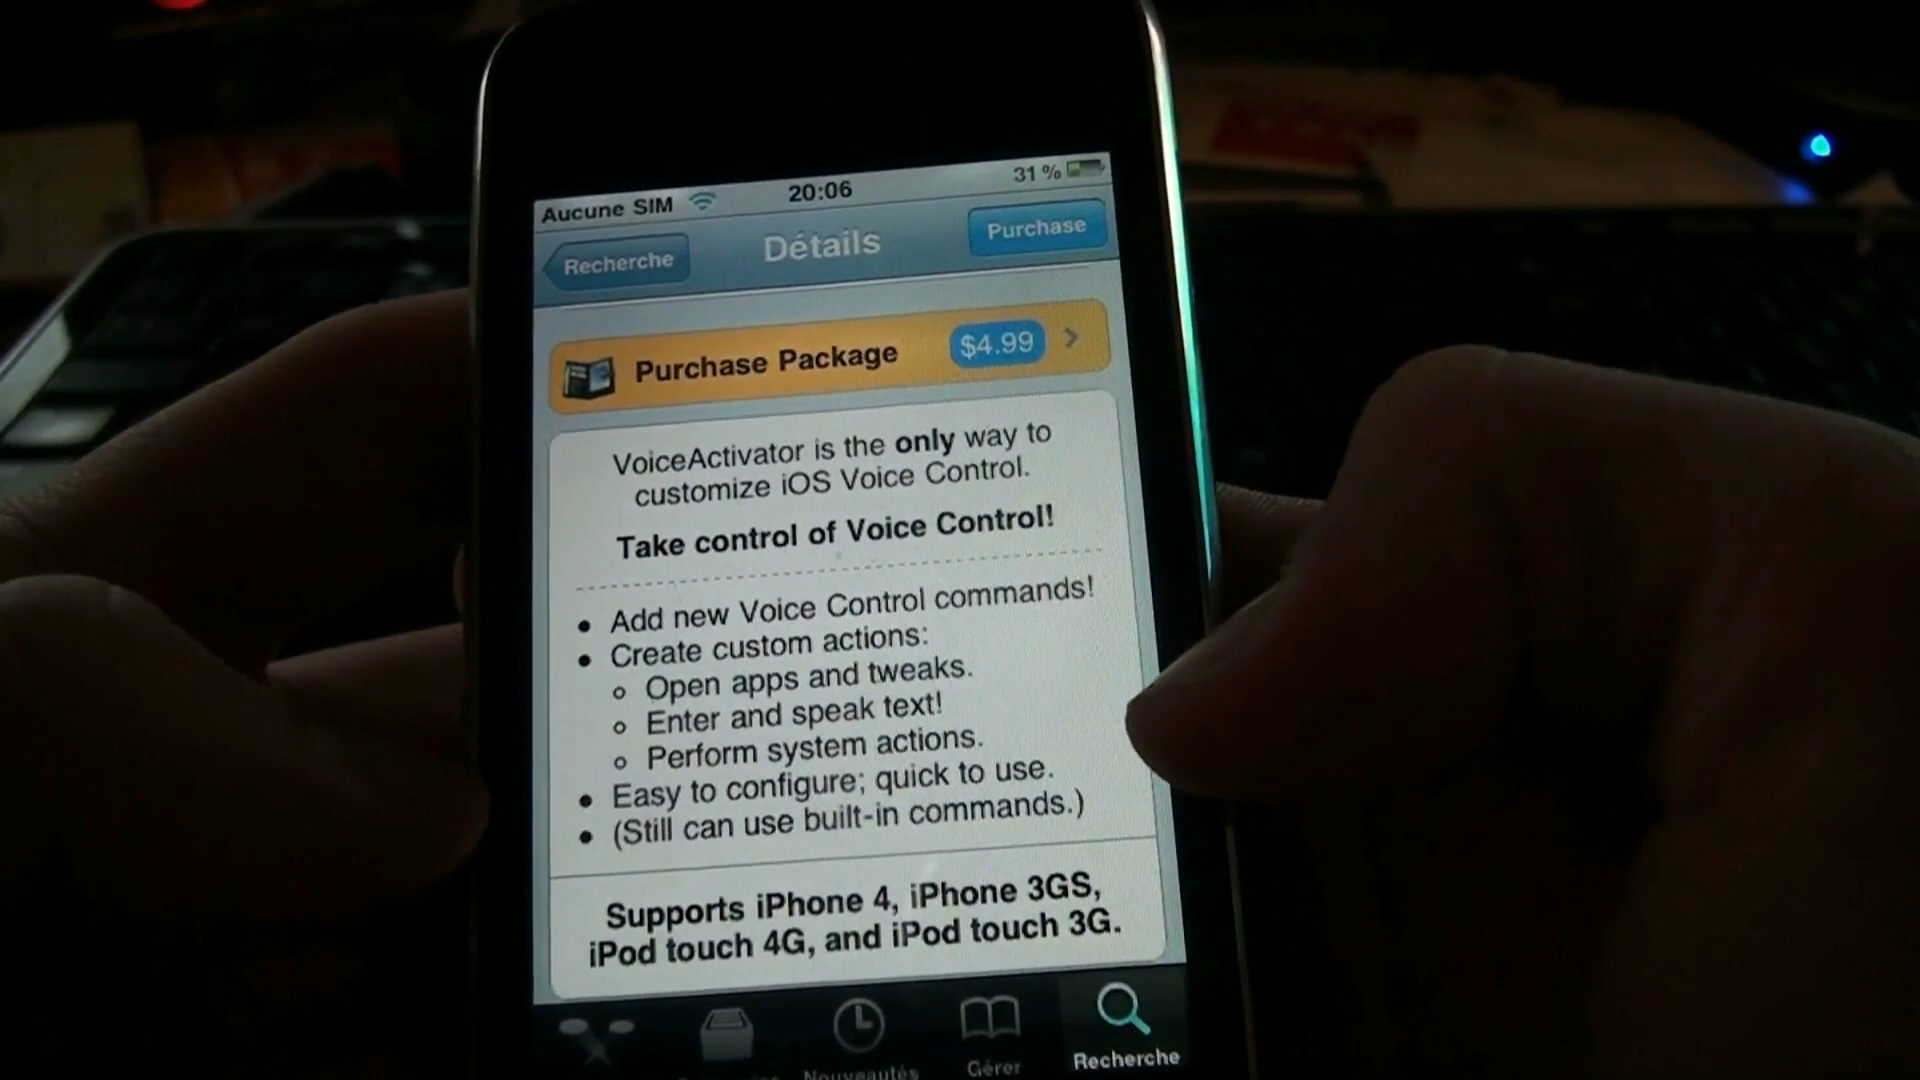 Aucune SIM 20:06 31 %
Recherche Détails Purchase
Purchase Package $4.99
VoiceActivator is the only way to
customize iOS Voice Control.
Take control of Voice Control!
• Add new Voice Control commands!
• Create custom actions:
o Open apps and tweaks.
o Enter and speak text!
o Perform system actions.
• Easy to configure; quick to use.
• (Still can use built-in commands.)
Supports iPhone 4, iPhone 3GS,
iPod touch 4G, and iPod touch 3G.
Nouveautés Gérer Recherche